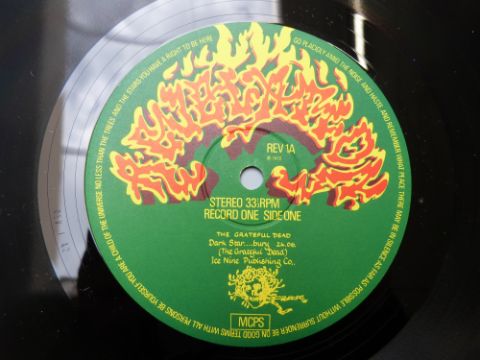 REVELATION
GO PLACIDLY AMID THE NOISE AND HASTE, AND REMEMBER WHAT PEACE THERE MAY BE IN SILENCE AS FAR AS POSSIBLE WITHOUT SURRENDER BE ON GOOD TERMS WITH ALL PERSONS BE YOURSELF YOU ARE A CHILD OF THE UNIVERSE NO LESS THAN THE TREES AND THE STARS YOU HAVE A RIGHT TO BE HERE
REV 1A
STEREO 33⅓ RPM
RECORD ONE SIDE ONE
THE GRATEFUL DEAD
Dark Star....bury 24.06.
(The Grateful Dead)
Ice Nine Publishing Co.,
MCPS